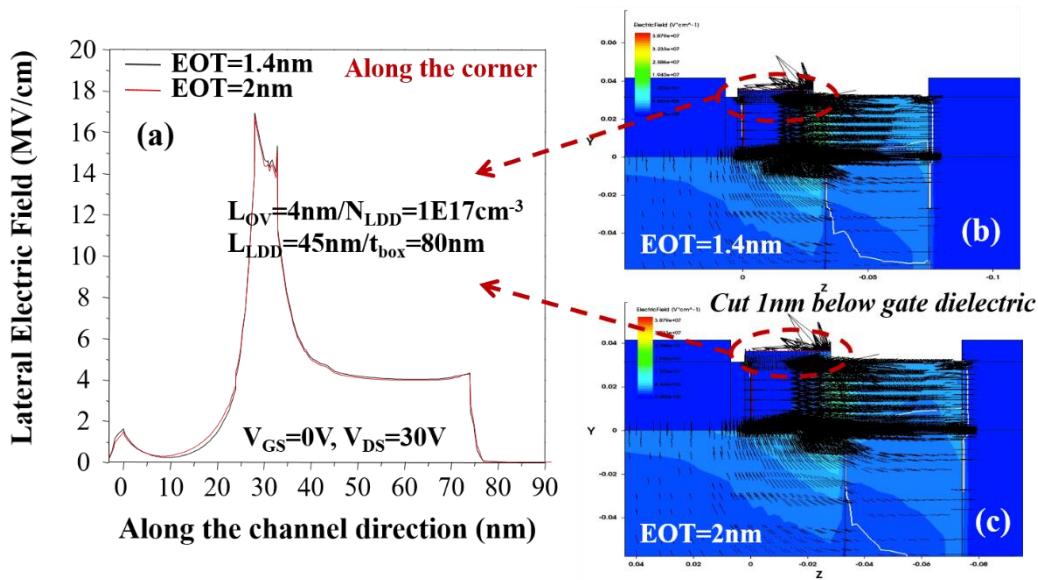 20
18
16
14
12
10
8
6
4
2
0
Lateral Electric Field (MV/cm)
EOT=1.4nm
EOT=2nm
Along the corner
(a)
L_OV=4nm/N_LDD=1E17cm^-3
L_LDD=45nm/t_box=80nm
V_GS=0V, V_DS=30V
0 10 20 30 40 50 60 70 80 90
Along the channel direction (nm)
ElectricField (V*cm^-1)
0.06
0.04
0.02
Y
0
-0.02
-0.04
EOT=1.4nm
(b)
0 -0.05 -0.1
Z
Cut 1nm below gate dielectric
ElectricField (V*cm^-1)
0.04
0.02
Y 0
-0.02
-0.04
EOT=2nm
(c)
0.02 0 -0.02 -0.04 -0.06 -0.08
Z